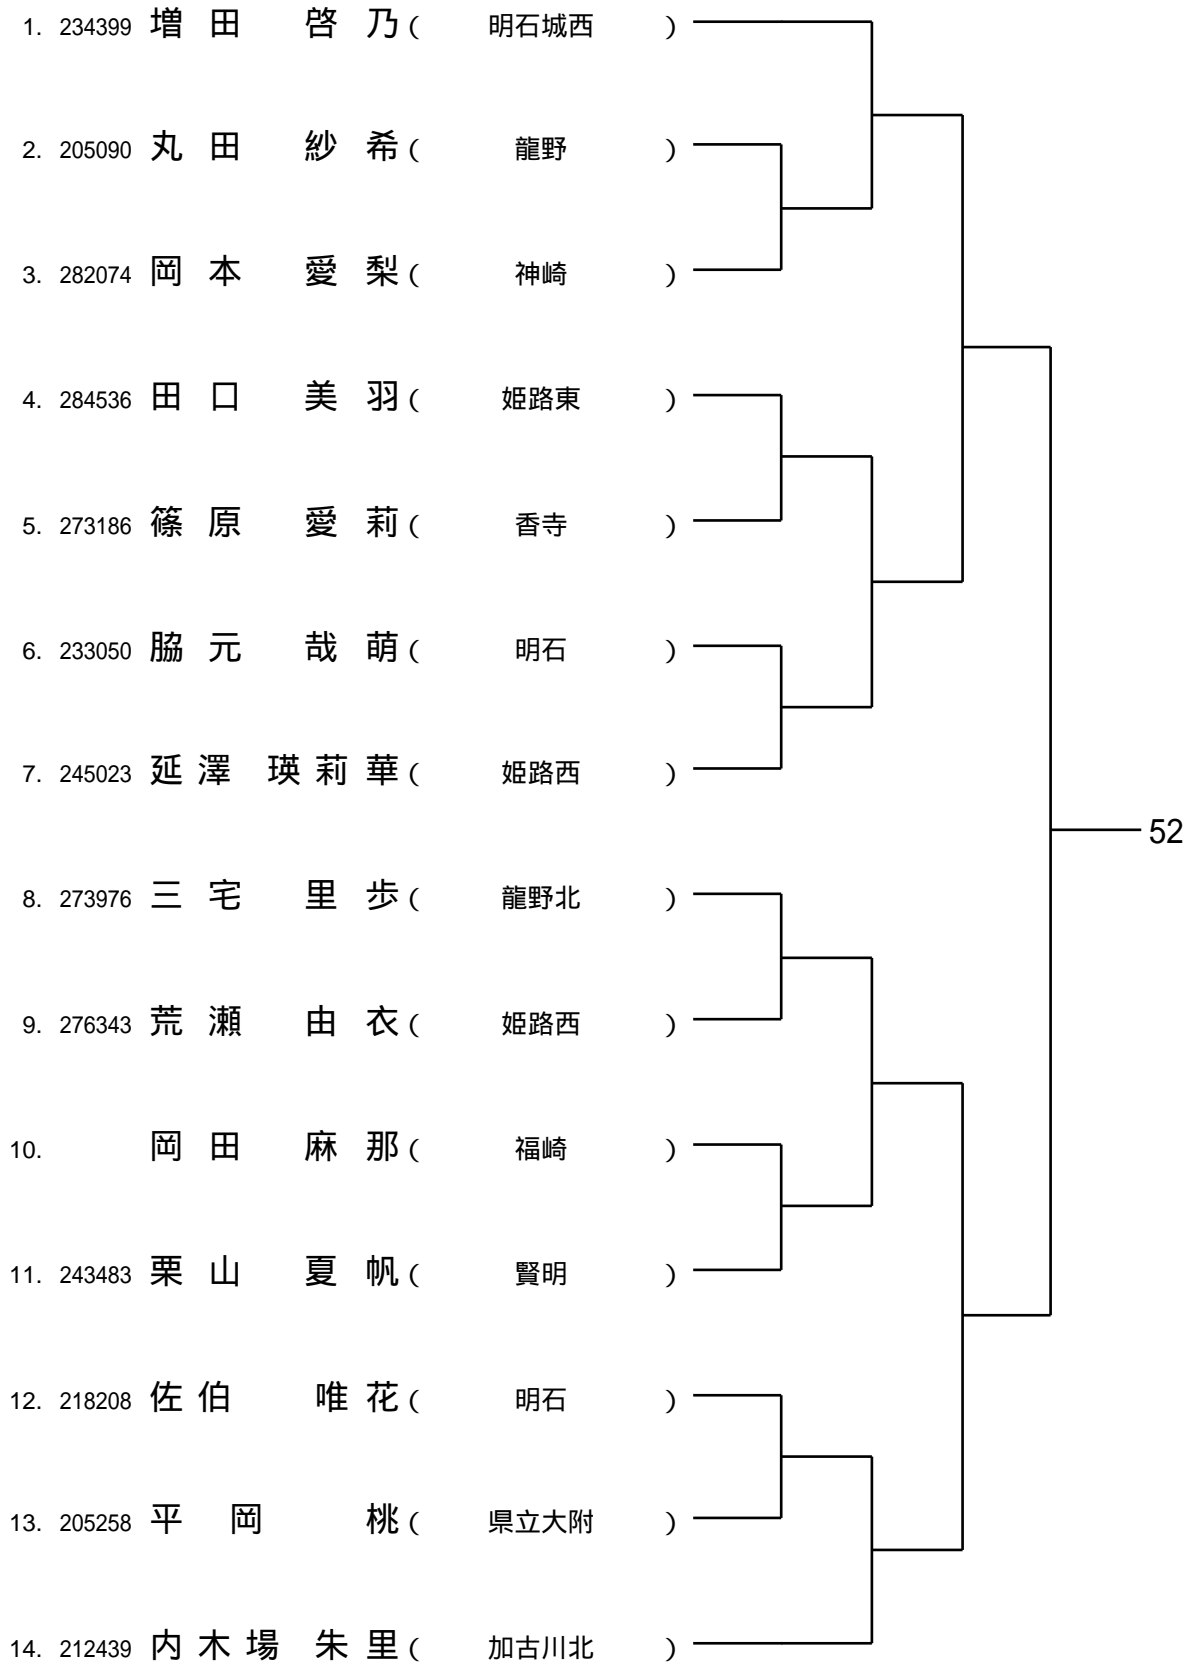 1. 234399 増田 啓乃 ( 明石城西 )
2. 205090 丸田 紗希 ( 龍野 )
3. 282074 岡本 愛梨 ( 神崎 )
4. 284536 田口 美羽 ( 姫路東 )
5. 273186 篠原 愛莉 ( 香寺 )
6. 233050 脇元 哉萌 ( 明石 )
7. 245023 延澤 瑛莉華 ( 姫路西 )
52
8. 273976 三宅 里歩 ( 龍野北 )
9. 276343 荒瀬 由衣 ( 姫路西 )
10. 岡田 麻那 ( 福崎 )
11. 243483 栗山 夏帆 ( 賢明 )
12. 218208 佐伯 唯花 ( 明石 )
13. 205258 平岡 桃 ( 県立大附 )
14. 212439 内木場 朱里 ( 加古川北 )